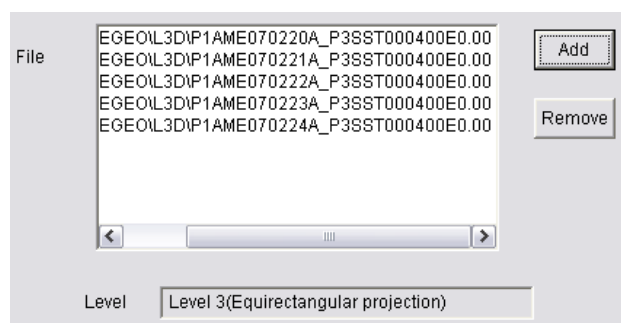 File
EGEO\L3D\P1AME070220A_P3SST000400E0.00
EGEO\L3D\P1AME070221A_P3SST000400E0.00
EGEO\L3D\P1AME070222A_P3SST000400E0.00
EGEO\L3D\P1AME070223A_P3SST000400E0.00
EGEO\L3D\P1AME070224A_P3SST000400E0.00
Add
Remove
Level
Level 3(Equirectangular projection)